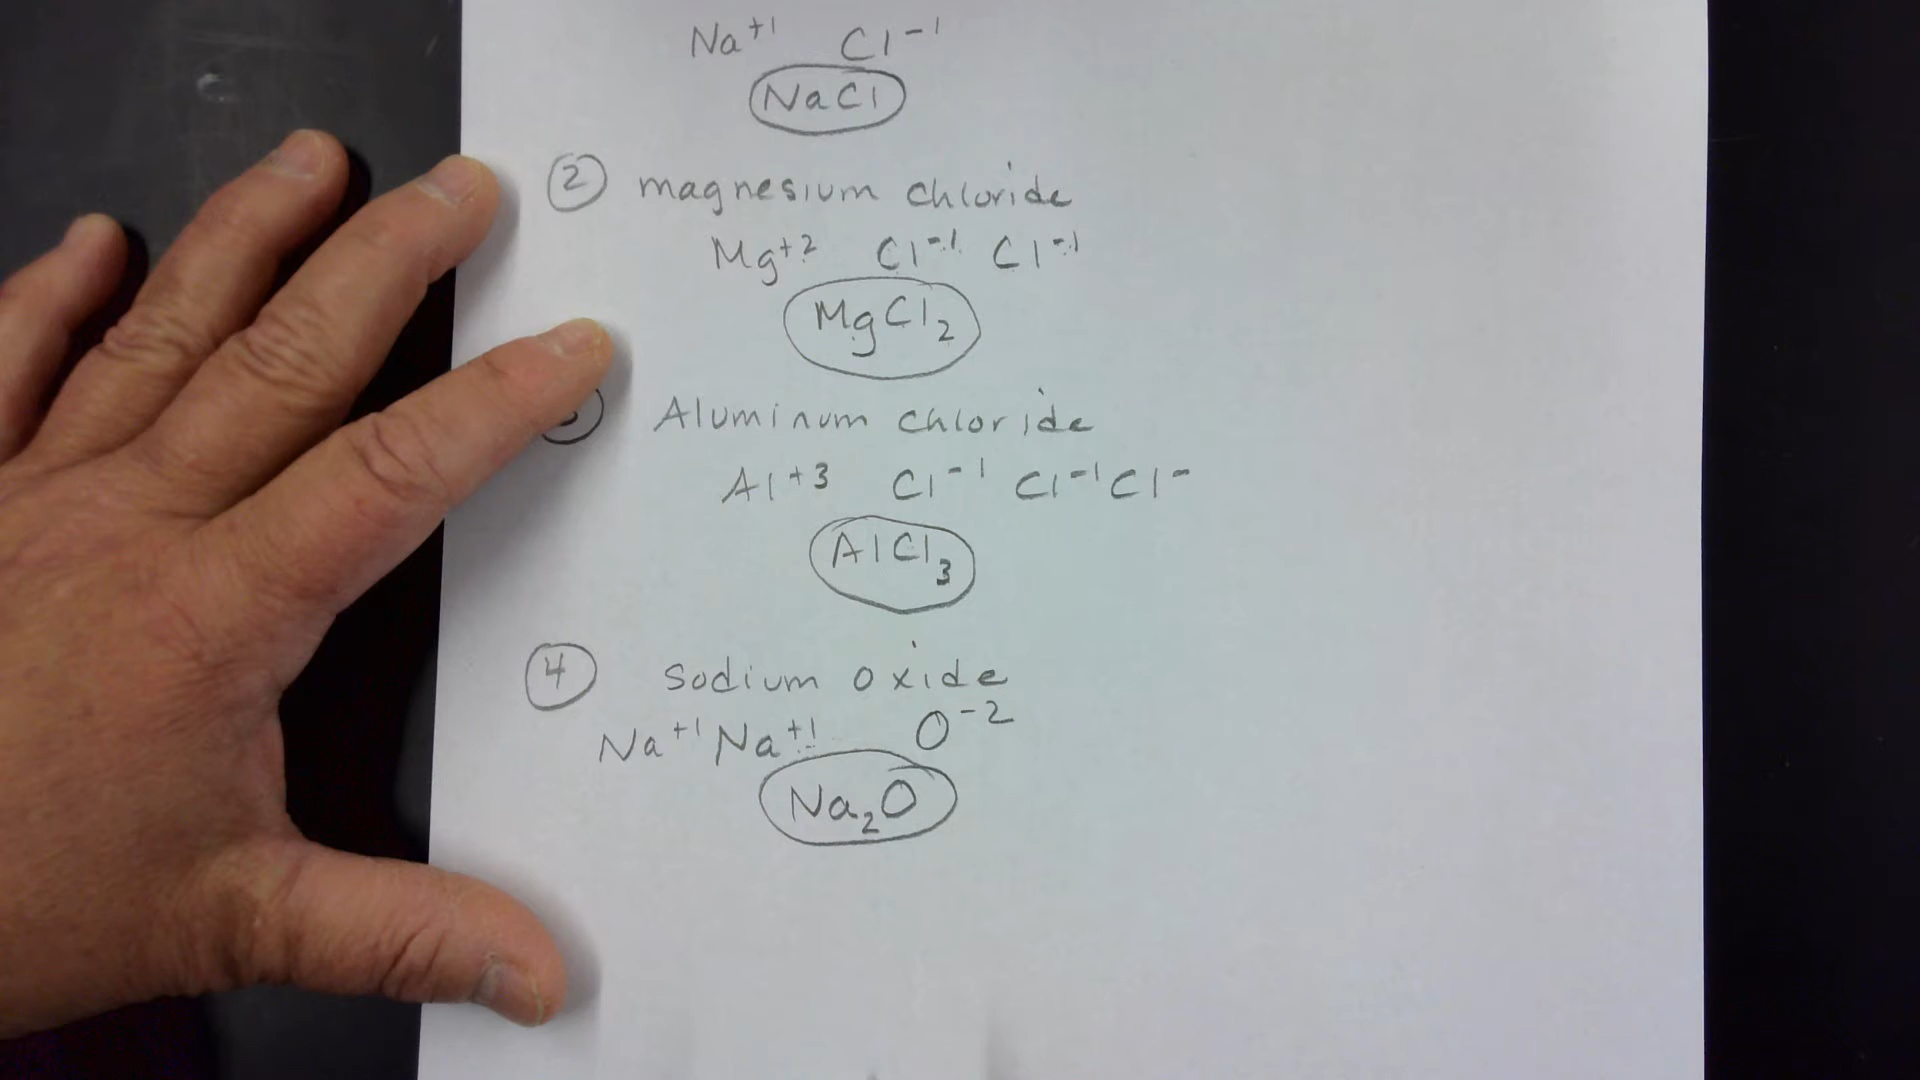 Na⁺¹ Cl⁻¹
NaCl
② magnesium chloride
Mg⁺² Cl⁻¹ Cl⁻¹
MgCl₂
Aluminum chloride
Al⁺³ Cl⁻¹ Cl⁻¹ Cl⁻
AlCl₃
④ sodium oxide
Na⁺¹ Na⁺¹ O⁻²
Na₂O